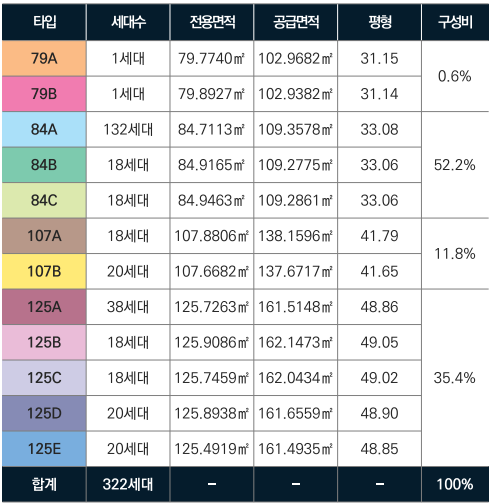 타입 세대수 전용면적 공급면적 평형 구성비
79A 1세대 79.7740㎡ 102.9682㎡ 31.15 0.6%
79B 1세대 79.8927㎡ 102.9382㎡ 31.14
84A 132세대 84.7113㎡ 109.3578㎡ 33.08 52.2%
84B 18세대 84.9165㎡ 109.2775㎡ 33.06
84C 18세대 84.9463㎡ 109.2861㎡ 33.06
107A 18세대 107.8806㎡ 138.1596㎡ 41.79 11.8%
107B 20세대 107.6682㎡ 137.6717㎡ 41.65
125A 38세대 125.7263㎡ 161.5148㎡ 48.86 35.4%
125B 18세대 125.9086㎡ 162.1473㎡ 49.05
125C 18세대 125.7459㎡ 162.0434㎡ 49.02
125D 20세대 125.8938㎡ 161.6559㎡ 48.90
125E 20세대 125.4919㎡ 161.4935㎡ 48.85
합계 322세대 – – – 100%